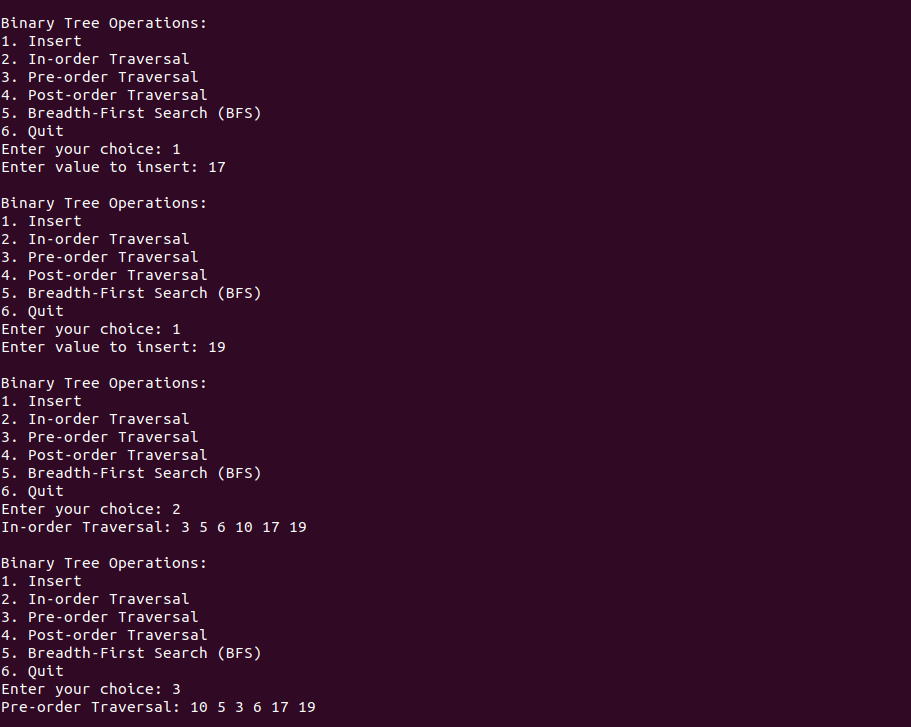 Binary Tree Operations:
1. Insert
2. In-order Traversal
3. Pre-order Traversal
4. Post-order Traversal
5. Breadth-First Search (BFS)
6. Quit
Enter your choice: 1
Enter value to insert: 17

Binary Tree Operations:
1. Insert
2. In-order Traversal
3. Pre-order Traversal
4. Post-order Traversal
5. Breadth-First Search (BFS)
6. Quit
Enter your choice: 1
Enter value to insert: 19

Binary Tree Operations:
1. Insert
2. In-order Traversal
3. Pre-order Traversal
4. Post-order Traversal
5. Breadth-First Search (BFS)
6. Quit
Enter your choice: 2
In-order Traversal: 3 5 6 10 17 19

Binary Tree Operations:
1. Insert
2. In-order Traversal
3. Pre-order Traversal
4. Post-order Traversal
5. Breadth-First Search (BFS)
6. Quit
Enter your choice: 3
Pre-order Traversal: 10 5 3 6 17 19